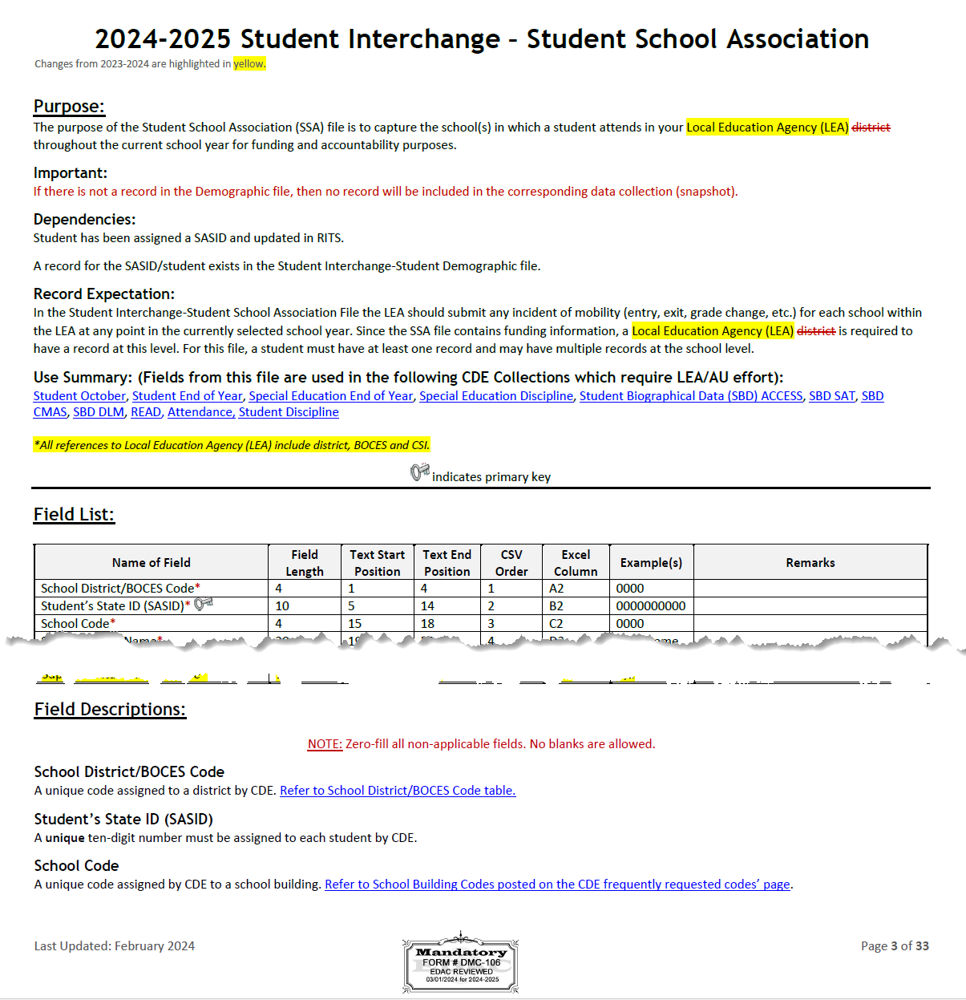 2024-2025 Student Interchange – Student School Association
Changes from 2023-2024 are highlighted in yellow.
Purpose:
The purpose of the Student School Association (SSA) file is to capture the school(s) in which a student attends in your Local Education Agency (LEA) district
throughout the current school year for funding and accountability purposes.
Important:
If there is not a record in the Demographic file, then no record will be included in the corresponding data collection (snapshot).
Dependencies:
Student has been assigned a SASID and updated in RITS.
A record for the SASID/student exists in the Student Interchange-Student Demographic file.
Record Expectation:
In the Student Interchange-Student School Association File the LEA should submit any incident of mobility (entry, exit, grade change, etc.) for each school within
the LEA at any point in the currently selected school year. Since the SSA file contains funding information, a Local Education Agency (LEA) district is required to
have a record at this level. For this file, a student must have at least one record and may have multiple records at the school level.
Use Summary: (Fields from this file are used in the following CDE Collections which require LEA/AU effort):
Student October, Student End of Year, Special Education End of Year, Special Education Discipline, Student Biographical Data (SBD) ACCESS, SBD SAT, SBD
CMAS, SBD DLM, READ, Attendance, Student Discipline
*All references to Local Education Agency (LEA) include district, BOCES and CSI.
indicates primary key
Field List:
Name of Field Field Length Text Start Position Text End Position CSV Order Excel Column Example(s) Remarks
School District/BOCES Code* 4 1 4 1 A2 0000
Student's State ID (SASID)* 10 5 14 2 B2 0000000000
School Code* 4 15 18 3 C2 0000
Name* 4
Field Descriptions:
NOTE: Zero-fill all non-applicable fields. No blanks are allowed.
School District/BOCES Code
A unique code assigned to a district by CDE. Refer to School District/BOCES Code table.
Student's State ID (SASID)
A unique ten-digit number must be assigned to each student by CDE.
School Code
A unique code assigned by CDE to a school building. Refer to School Building Codes posted on the CDE frequently requested codes' page.
Last Updated: February 2024
Mandatory
FORM # DMC-106
EDAC REVIEWED
03/01/2024 for 2024-2025
Page 3 of 33